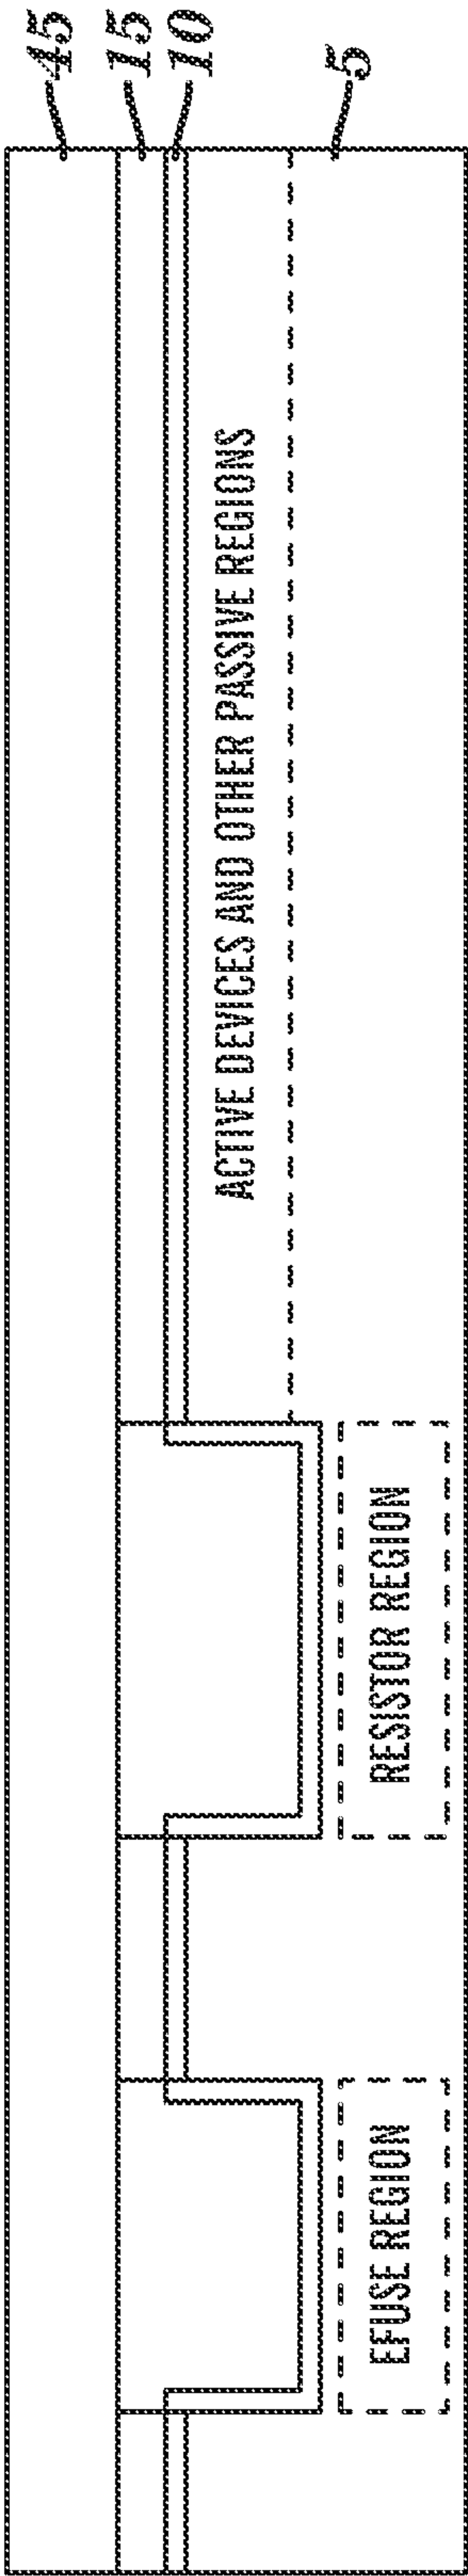 45
15
10
5
ACTIVE DEVICES AND OTHER PASSIVE REGIONS
EFUSE REGION
RESISTOR REGION